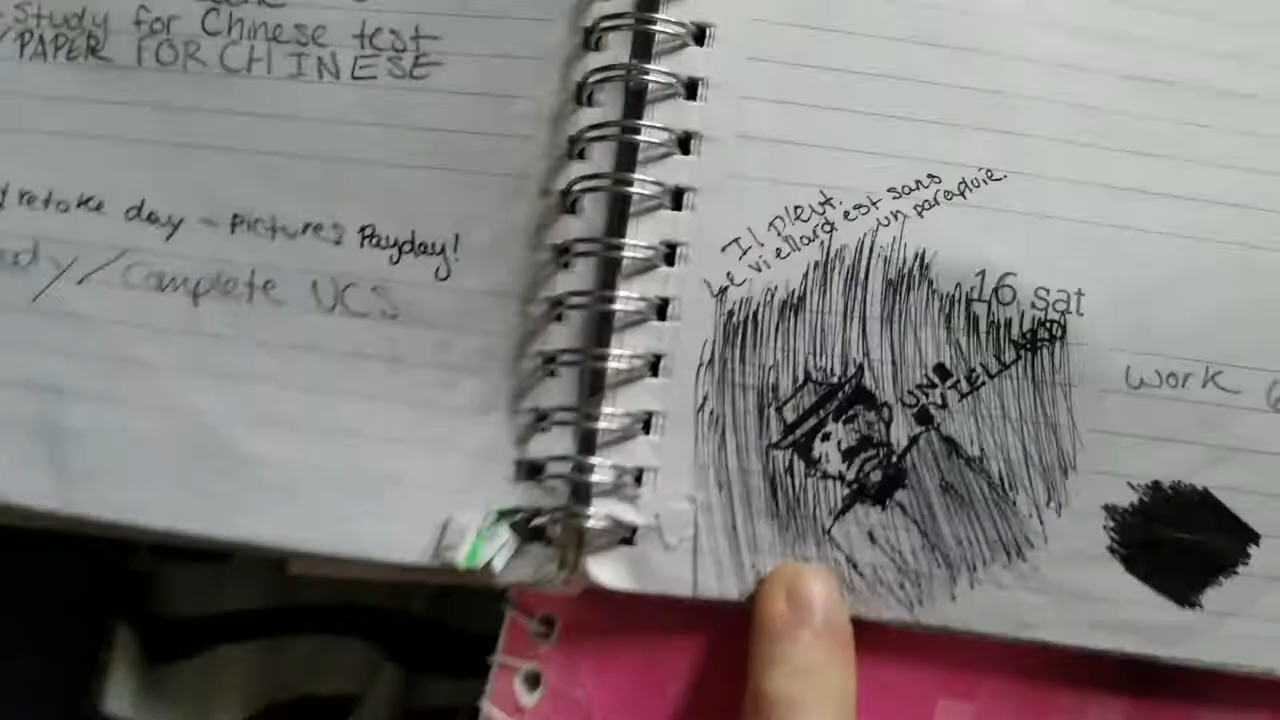 Study for Chinese test
PAPER FOR CHINESE
retake day - pictures Payday!
/Complete UCS
Il pleut.
Le viellard est sans
un parapluie.
16 sat
UN
VIELLARD
Work